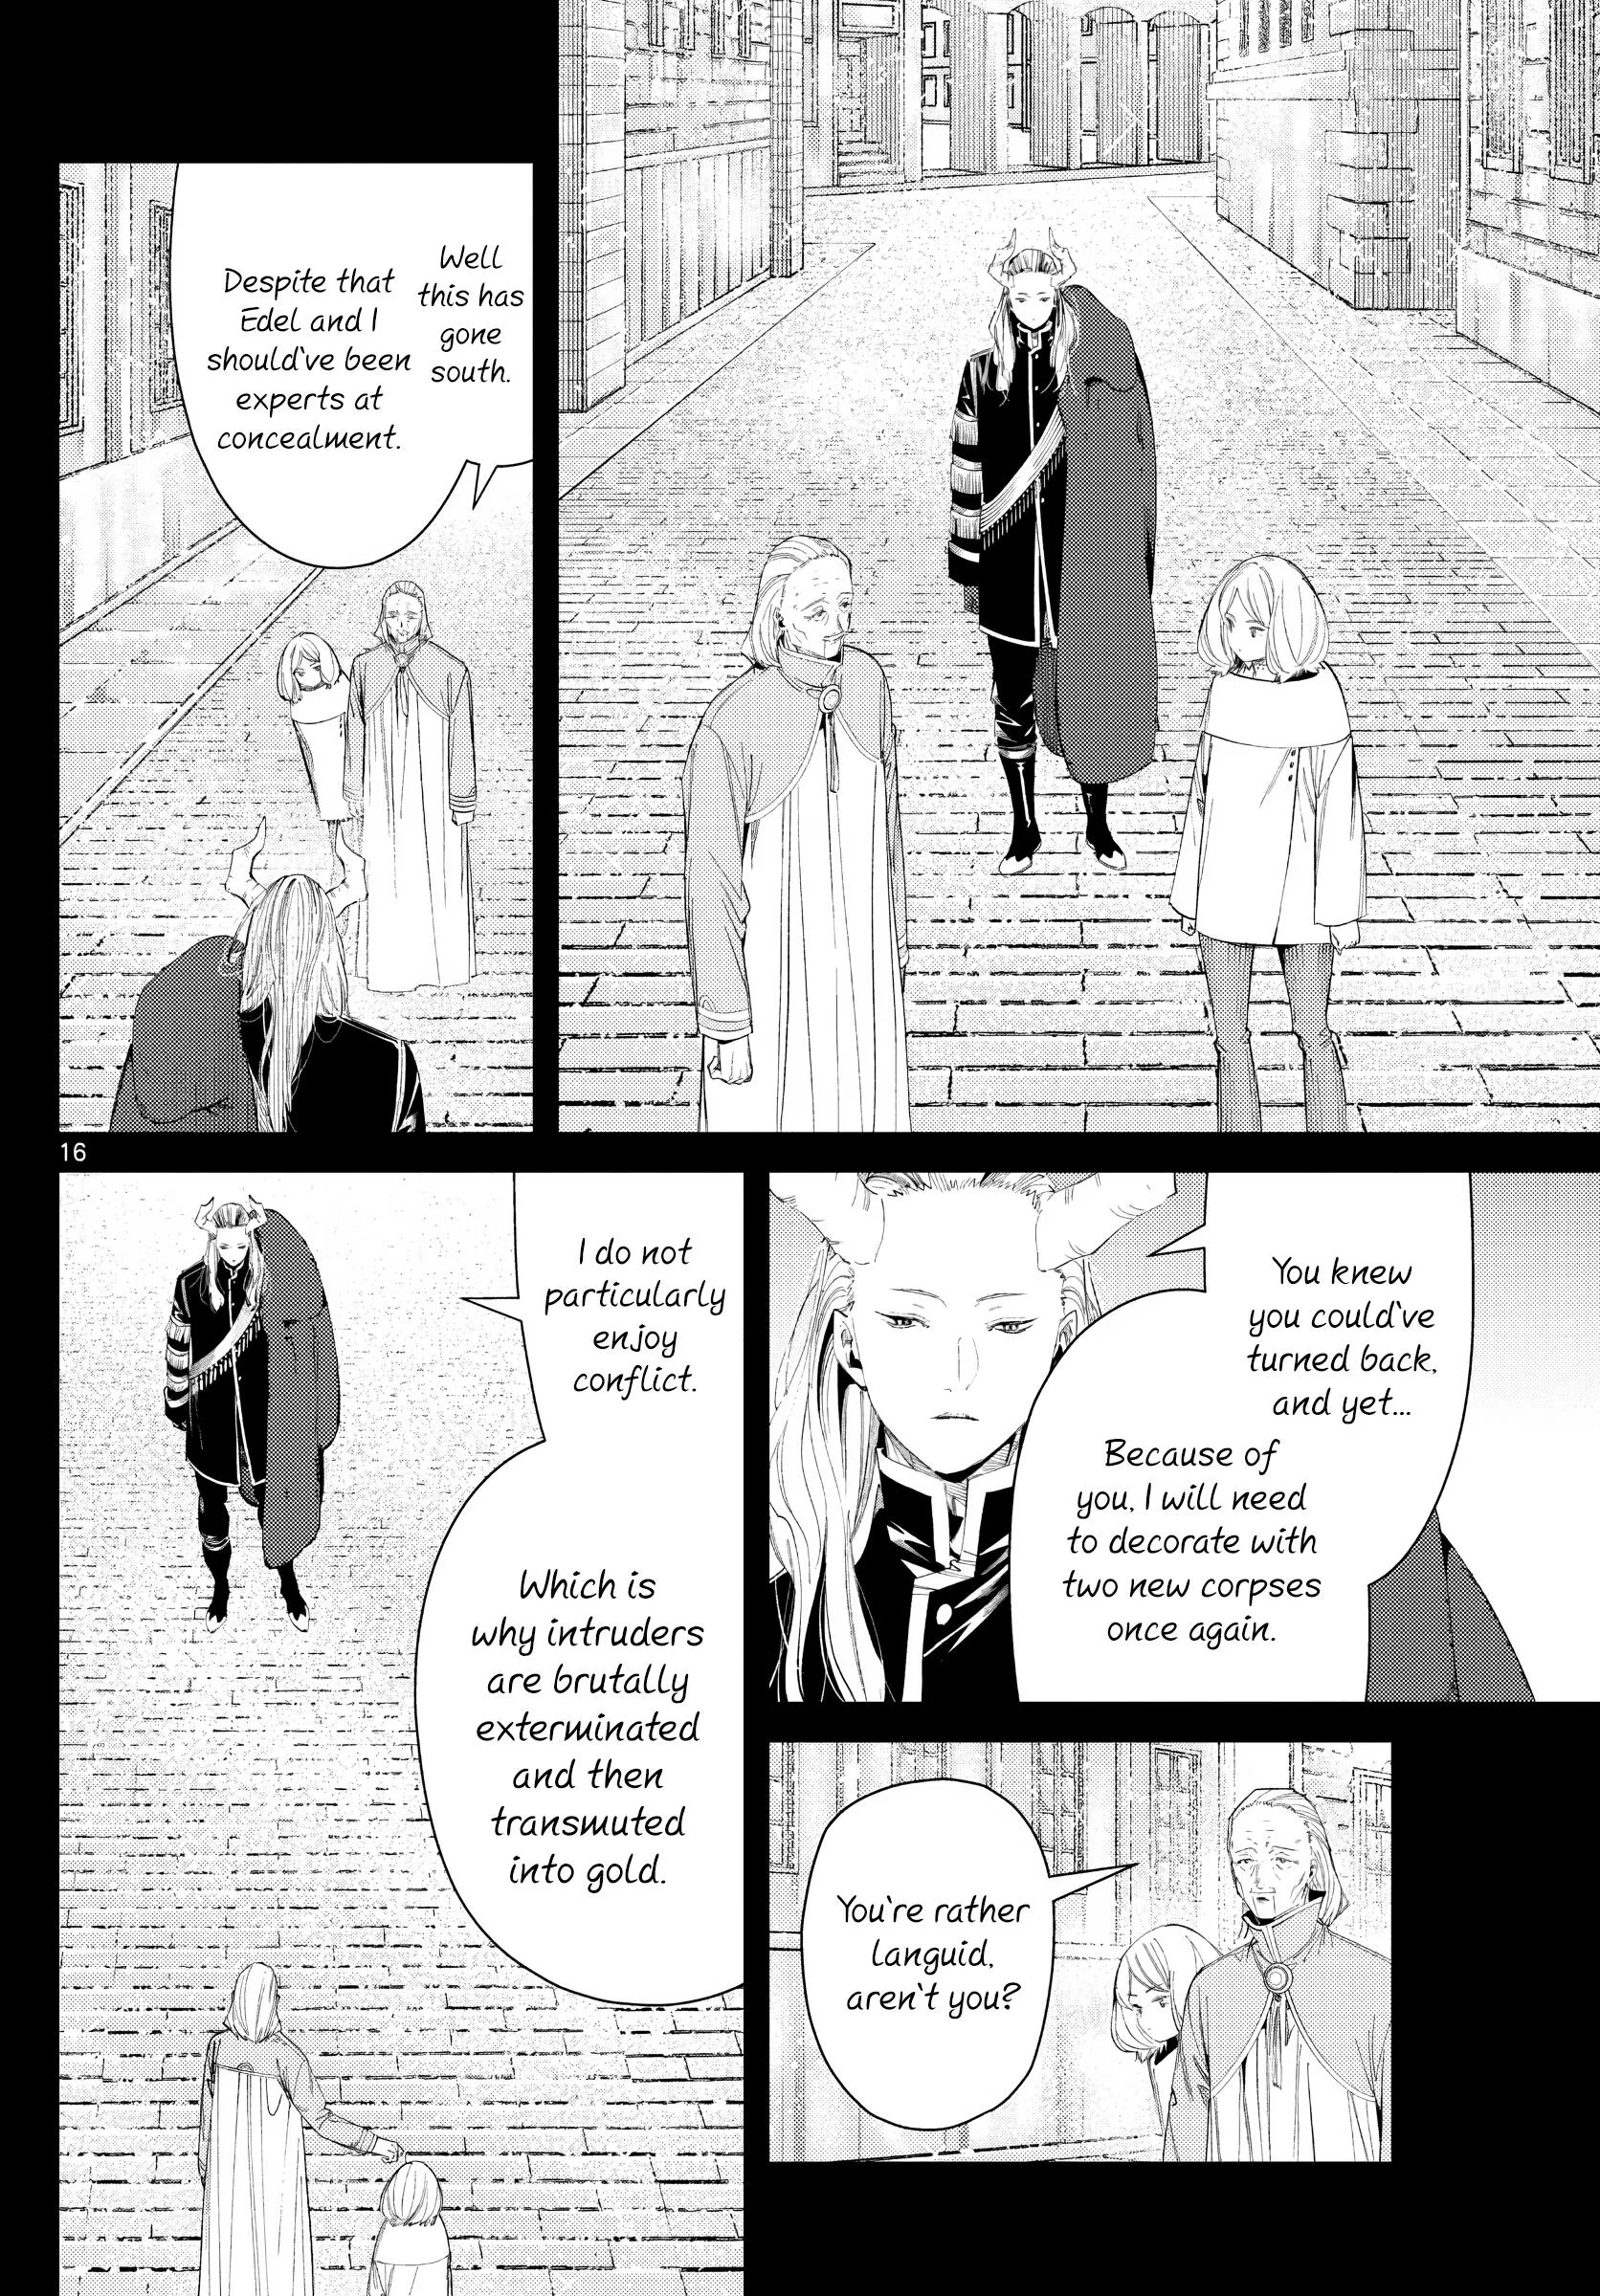 Well
this has
gone
south.
Despite that
Edel and I
should've been
experts at
concealment.
16
You knew
you could've
turned back,
and yet...
Because of
you, I will need
to decorate with
two new corpses
once again.
You're rather
languid,
aren't you?
I do not
particularly
enjoy
conflict.
Which is
why intruders
are brutally
exterminated
and then
transmuted
into gold.